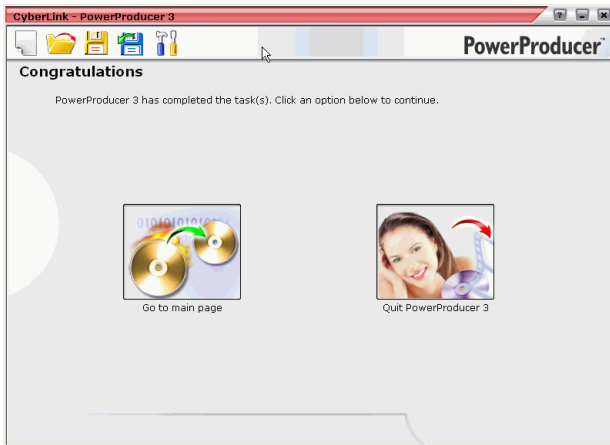 CyberLink - PowerProducer 3
PowerProducer™
Congratulations
PowerProducer 3 has completed the task(s). Click an option below to continue.
Go to main page
Quit PowerProducer 3